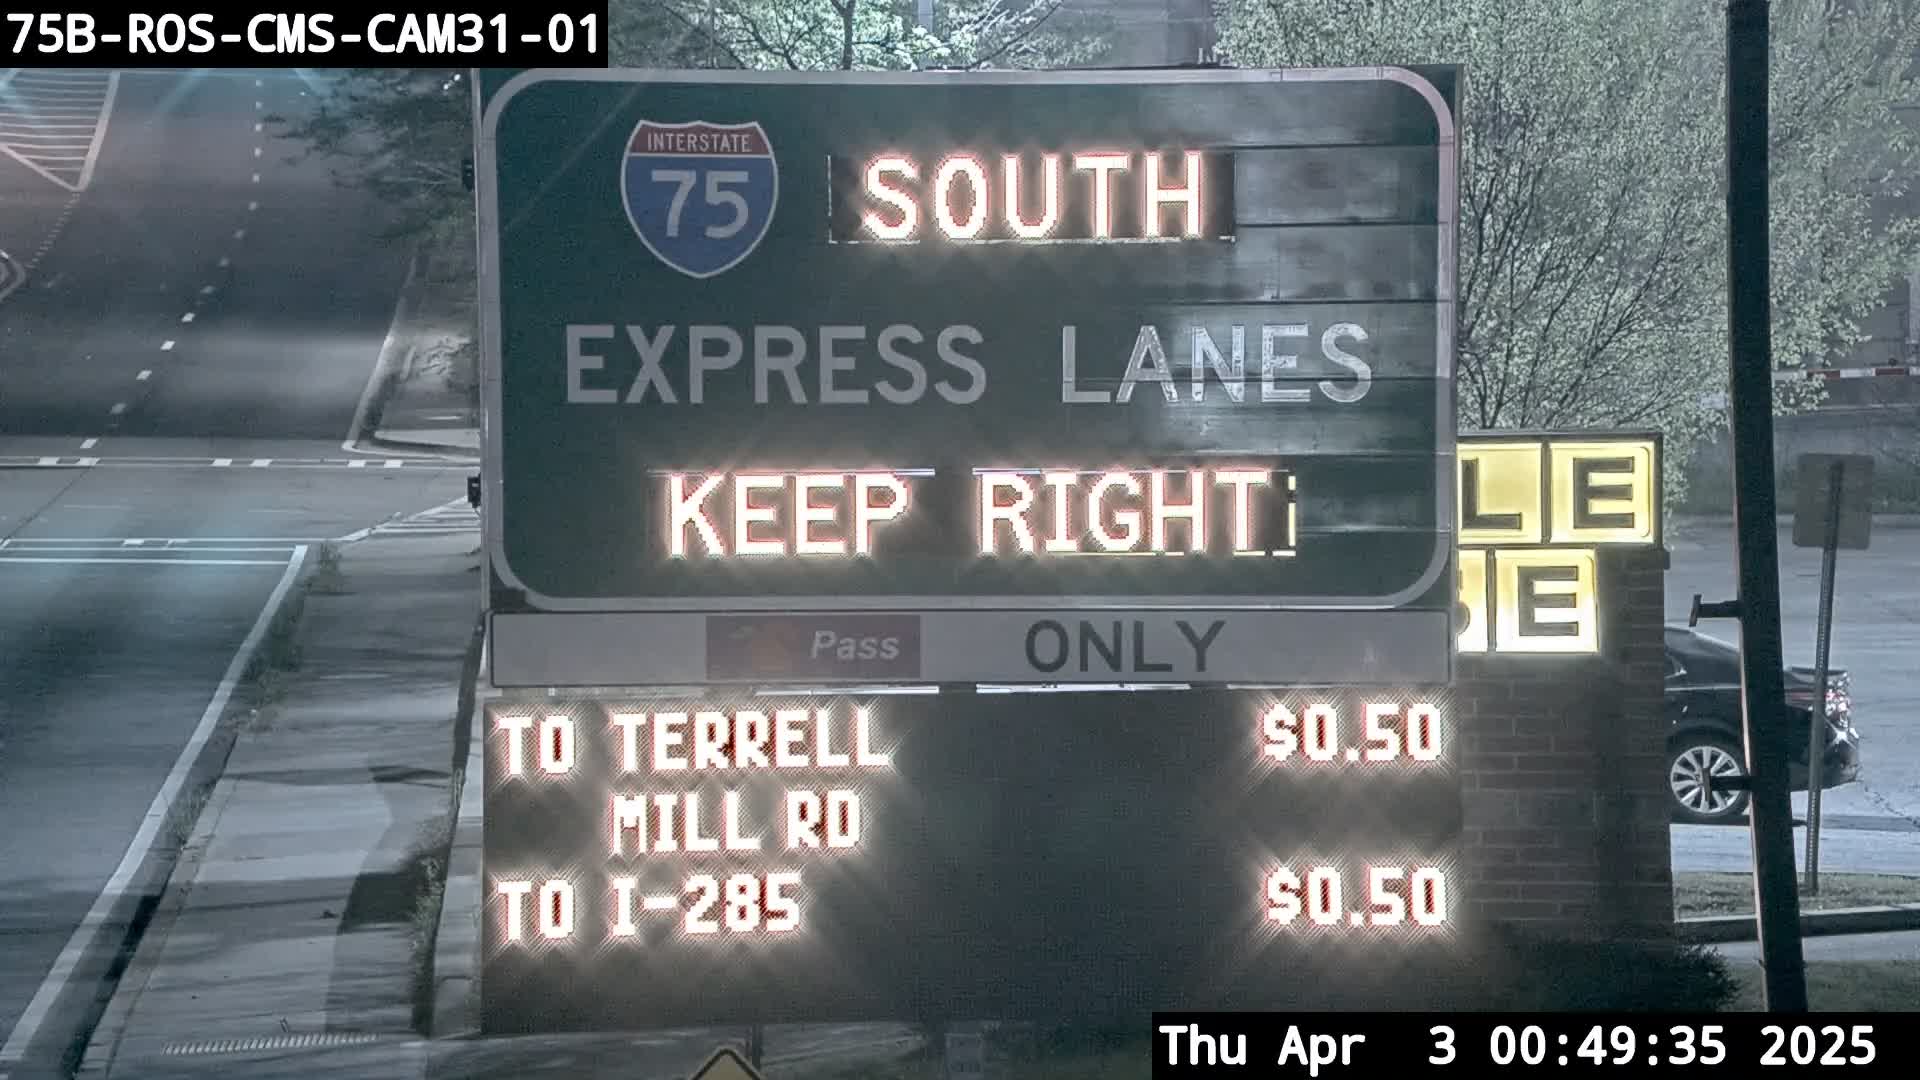 75B-ROS-CMS-CAM31-01
INTERSTATE
75
SOUTH
EXPRESS LANES
KEEP RIGHT
Pass ONLY
LE
E
TO TERRELL $0.50
MILL RD
TO I-285 $0.50
Thu Apr 3 00:49:35 2025